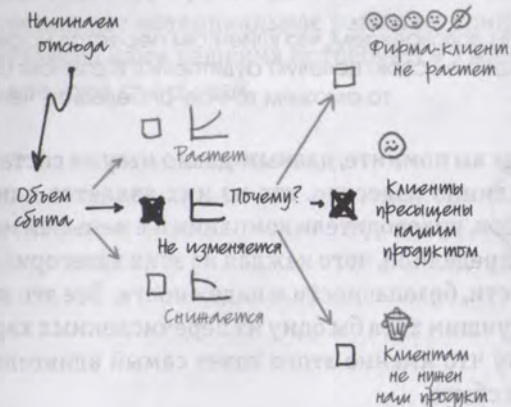 Начинаем
отсюда
Фирма-клиент
не растет
Растет
Объем
сбыта
Почему?
Не изменяется
Клиенты
пресыщены
нашим
продуктом
Снижается
Клиентам
не нужен
наш продукт